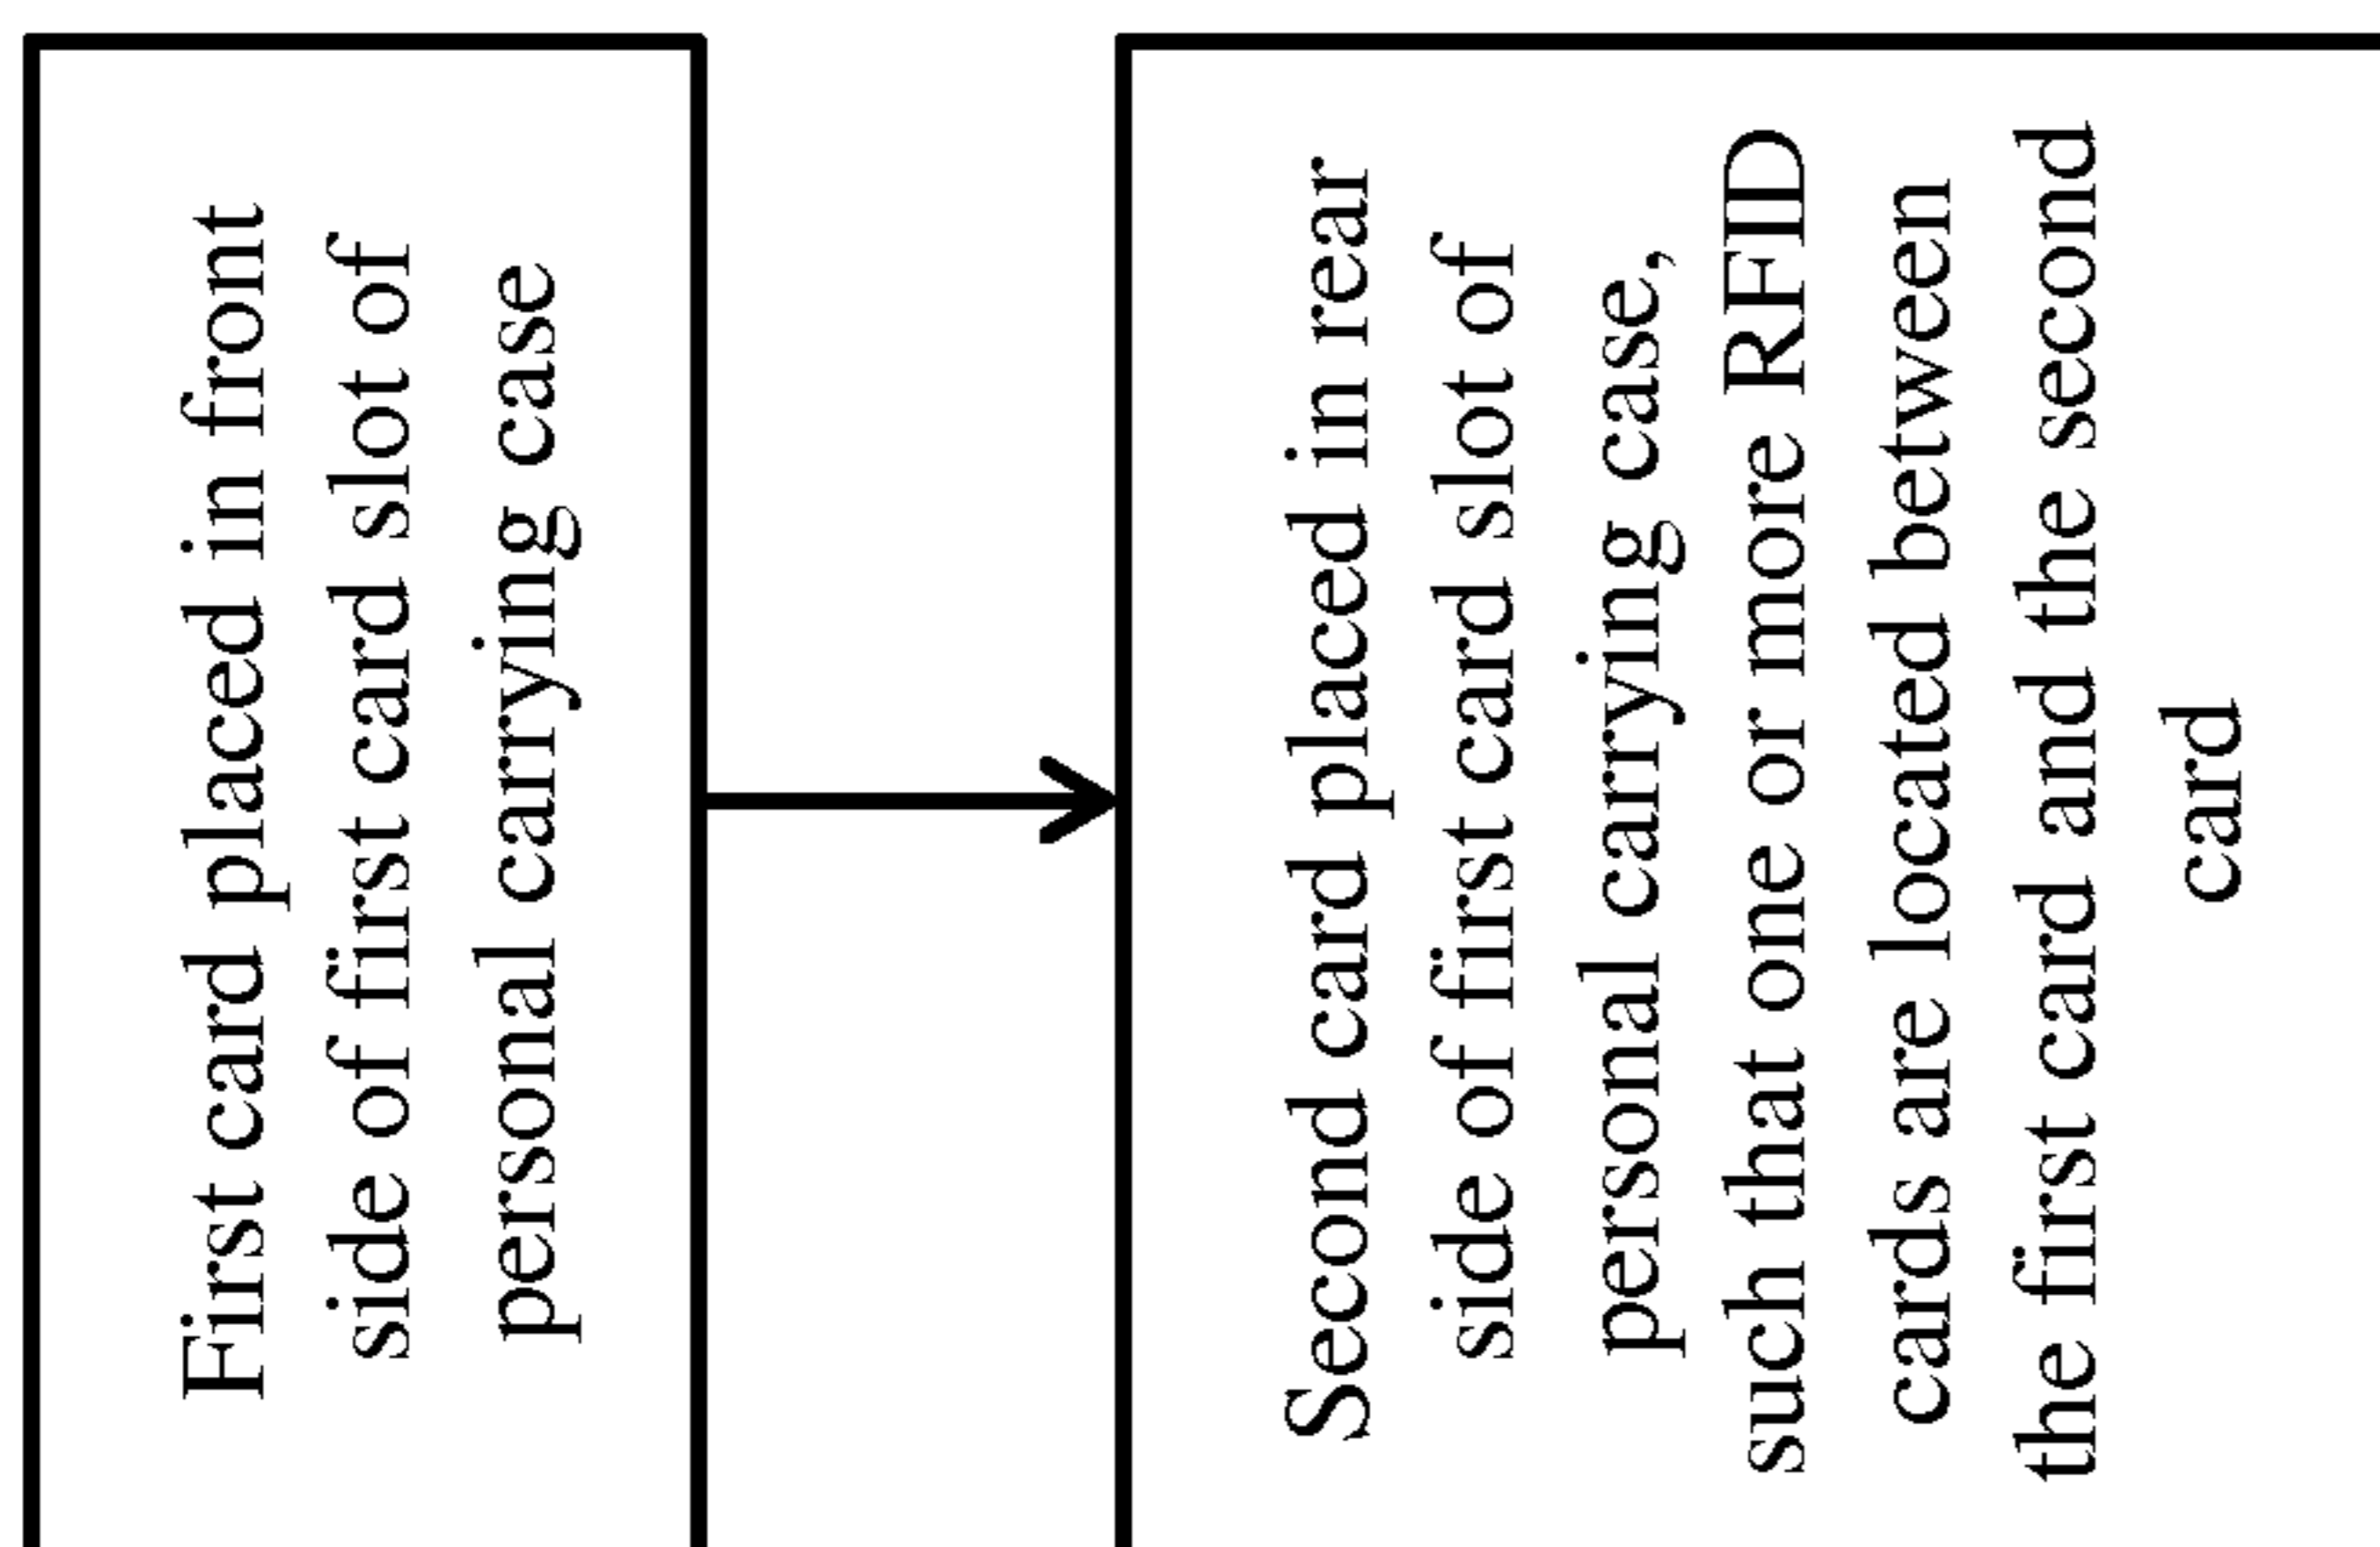 First card placed in front
side of first card slot of
personal carrying case
Second card placed in rear
side of first card slot of
personal carrying case,
such that one or more RFID
cards are located between
the first card and the second
card